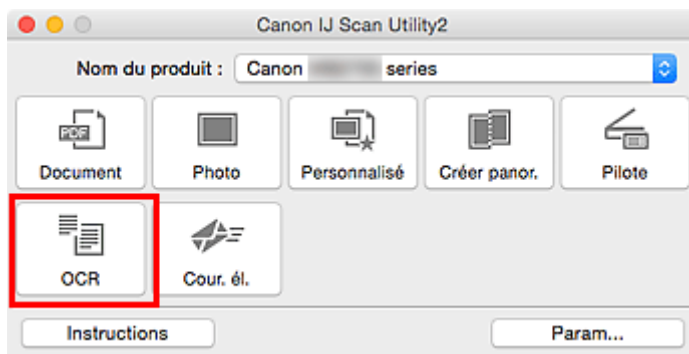 Canon IJ Scan Utility2
Nom du produit : Canon series
PDF
Document Photo Personnalisé Créer panor. Pilote
OCR Cour. él.
Instructions Param...